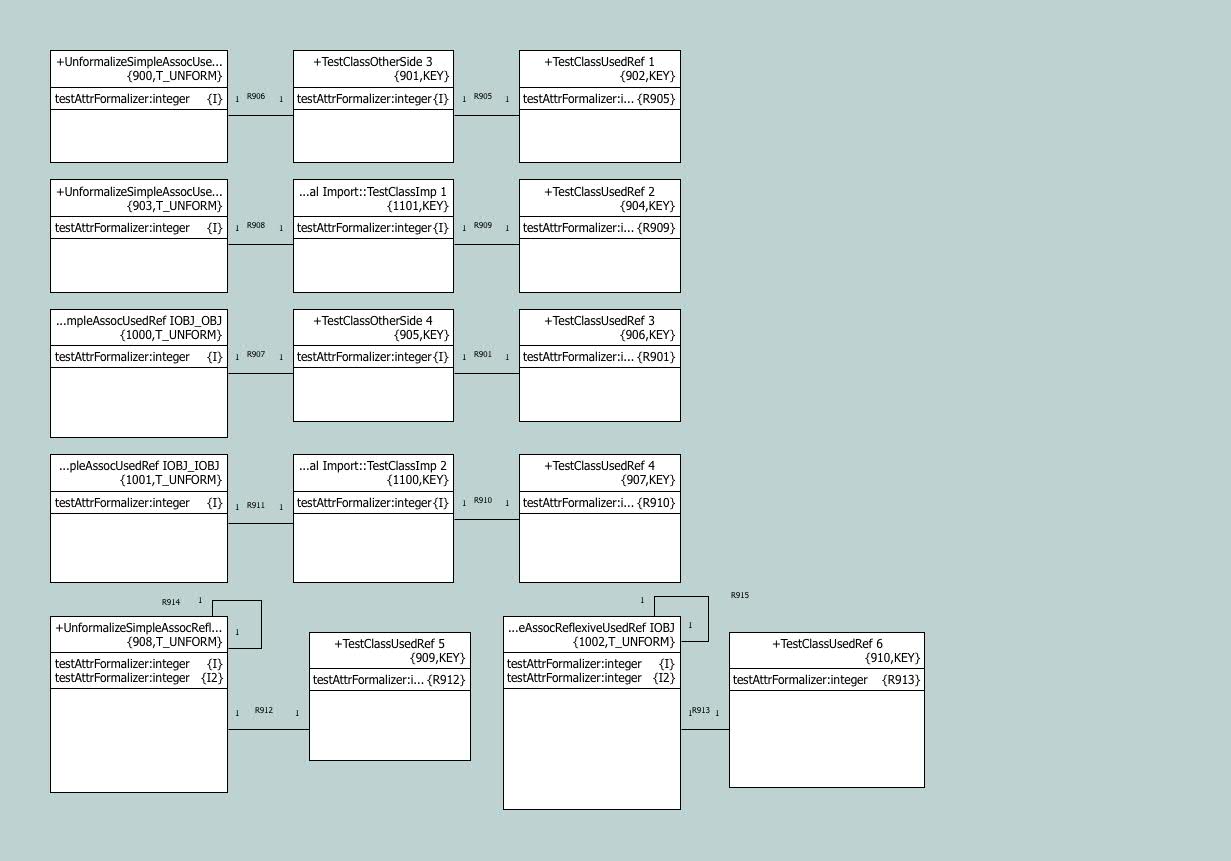 +UnformalizeSimpleAssocUse...
{900,T_UNFORM}
testAttrFormalizer:integer {I}
1 R906 1
+TestClassOtherSide 3
{901,KEY}
testAttrFormalizer:integer{I}
1 R905 1
+TestClassUsedRef 1
{902,KEY}
testAttrFormalizer:i... {R905}
+UnformalizeSimpleAssocUse...
{903,T_UNFORM}
testAttrFormalizer:integer {I}
1 R908 1
...al Import::TestClassImp 1
{1101,KEY}
testAttrFormalizer:integer{I}
1 R909 1
+TestClassUsedRef 2
{904,KEY}
testAttrFormalizer:i... {R909}
...mpleAssocUsedRef IOBJ_OBJ
{1000,T_UNFORM}
testAttrFormalizer:integer {I}
1 R907 1
+TestClassOtherSide 4
{905,KEY}
testAttrFormalizer:integer{I}
1 R901 1
+TestClassUsedRef 3
{906,KEY}
testAttrFormalizer:i... {R901}
...pleAssocUsedRef IOBJ_IOBJ
{1001,T_UNFORM}
testAttrFormalizer:integer {I}
1 R911 1
...al Import::TestClassImp 2
{1100,KEY}
testAttrFormalizer:integer{I}
1 R910 1
+TestClassUsedRef 4
{907,KEY}
testAttrFormalizer:i... {R910}
R914 1
+UnformalizeSimpleAssocRefl...
{908,T_UNFORM}
1
testAttrFormalizer:integer {I}
testAttrFormalizer:integer {I2}
1 R912 1
+TestClassUsedRef 5
{909,KEY}
testAttrFormalizer:i... {R912}
1 R915
...eAssocReflexiveUsedRef IOBJ
{1002,T_UNFORM}
1
testAttrFormalizer:integer {I}
testAttrFormalizer:integer {I2}
1 R913 1
+TestClassUsedRef 6
{910,KEY}
testAttrFormalizer:integer {R913}